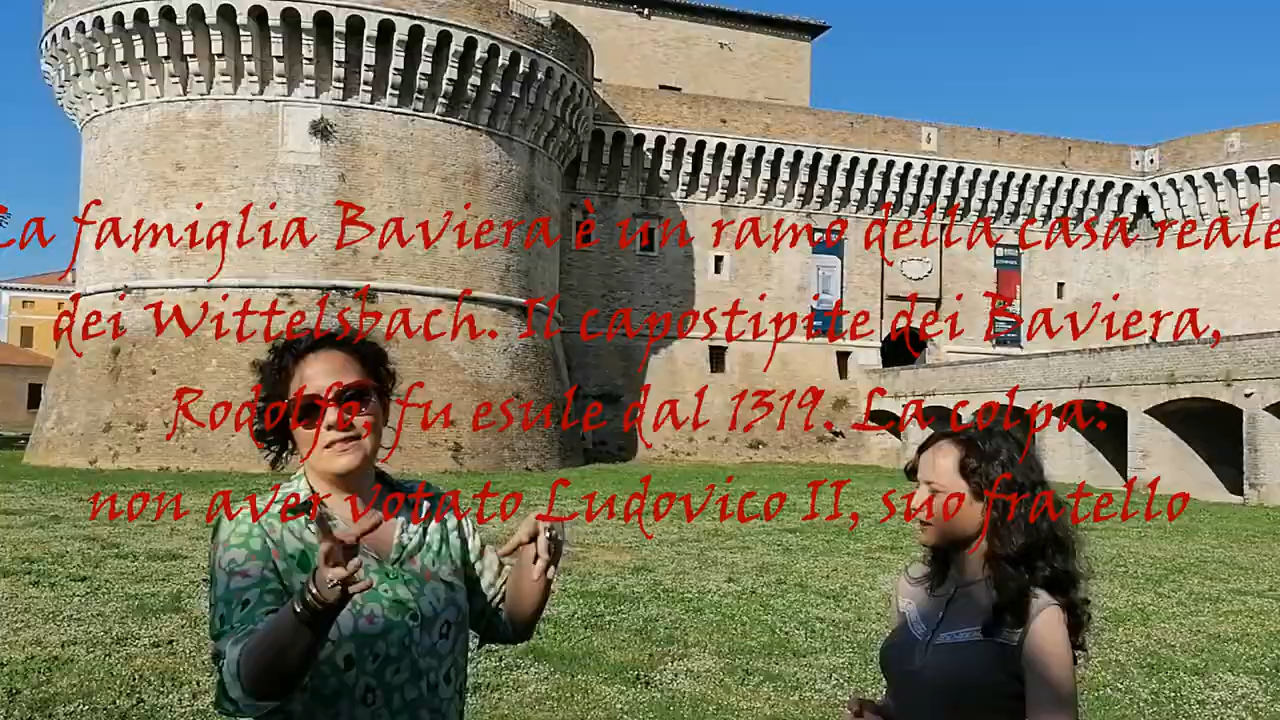 La famiglia Baviera è un ramo della casa reale
dei Wittelsbach. Il capostipite dei Baviera,
Rodolfo, fu esule dal 1319. La colpa:
non aver votato Ludovico II, suo fratello